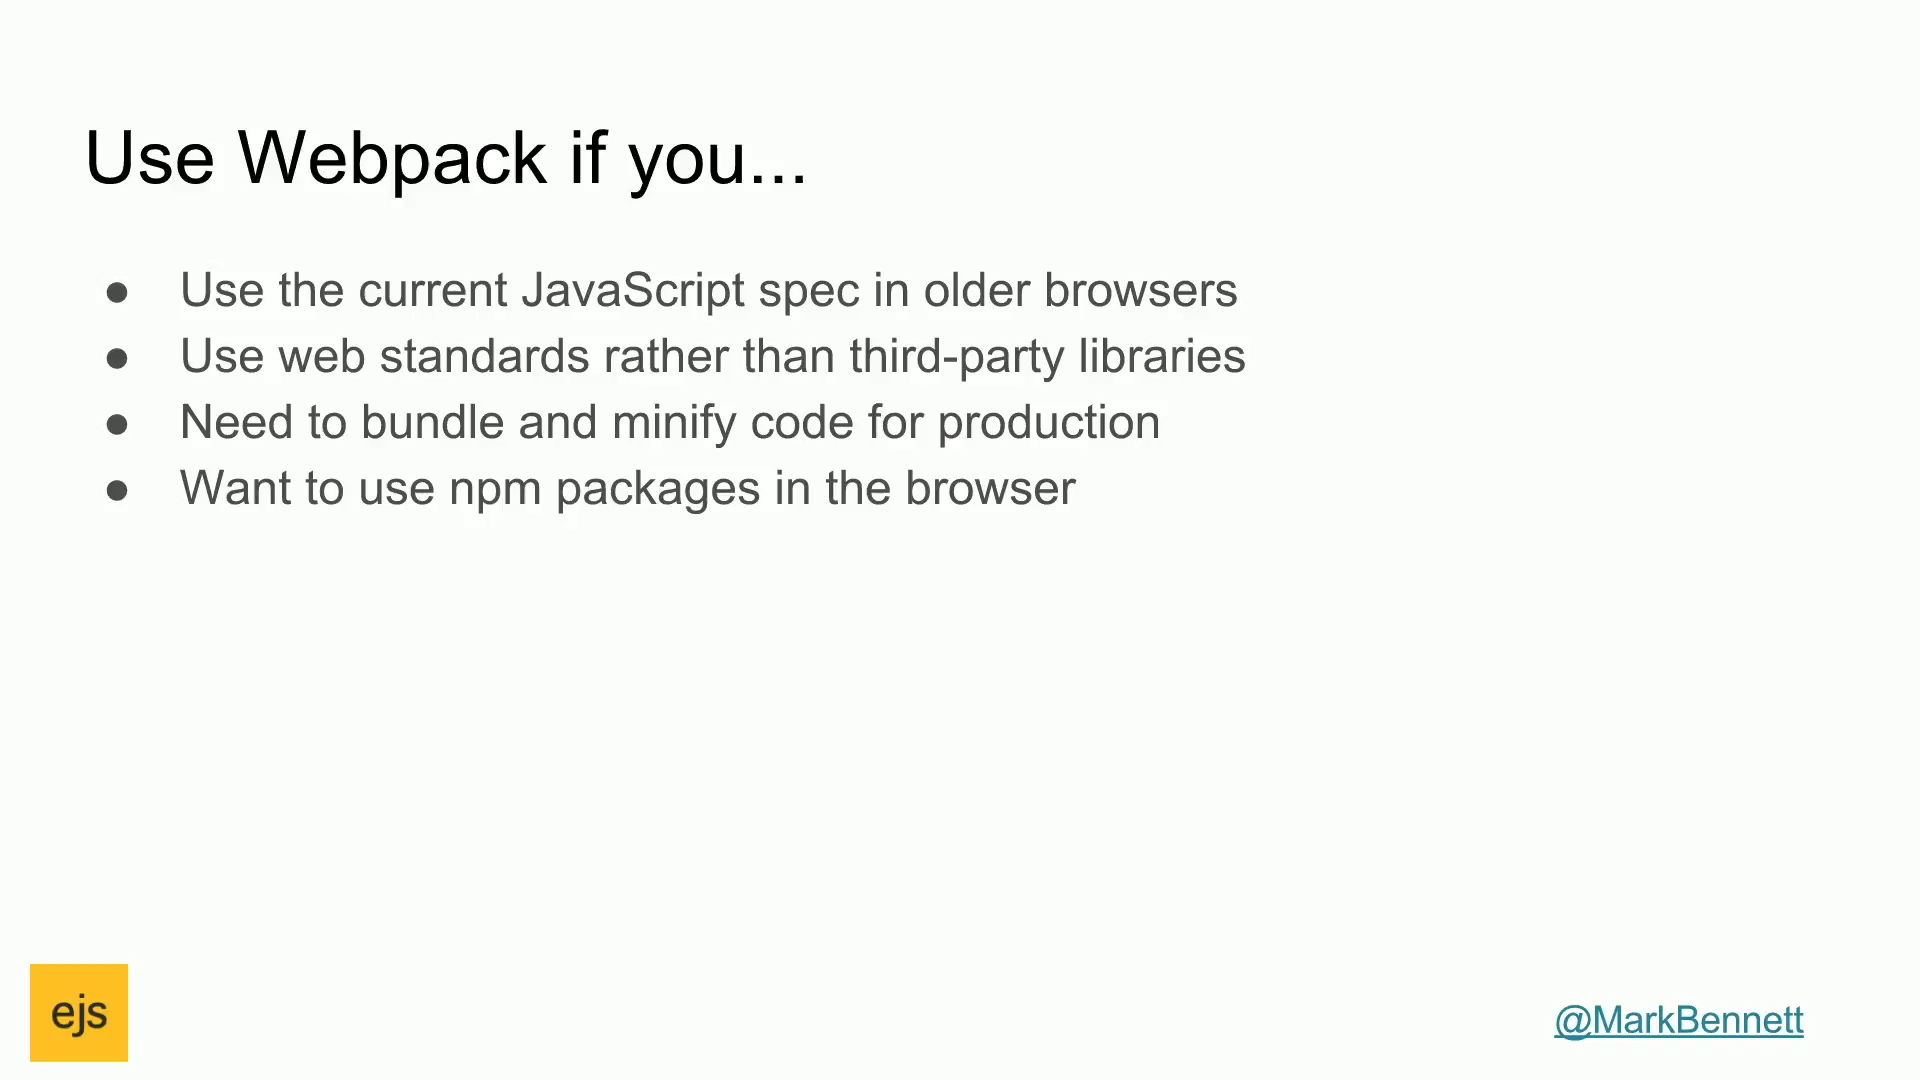 Use Webpack if you...
● Use the current JavaScript spec in older browsers
● Use web standards rather than third-party libraries
● Need to bundle and minify code for production
● Want to use npm packages in the browser
ejs
@MarkBennett